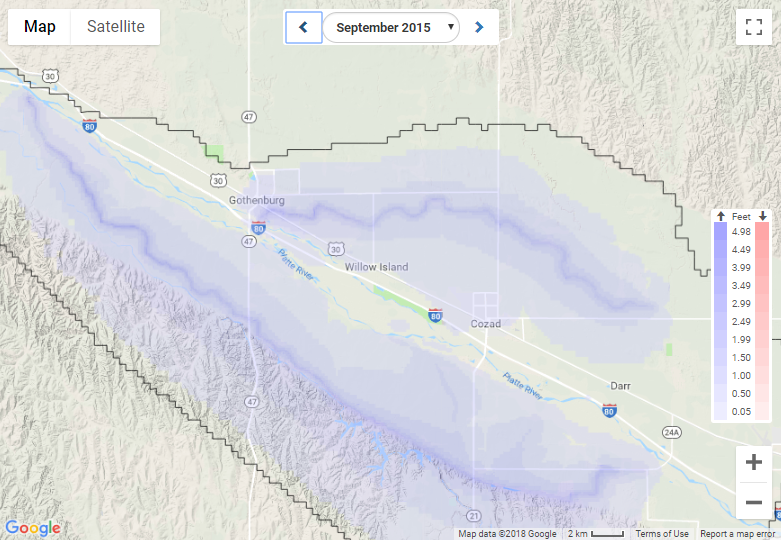 Map Satellite
September 2015
30
80
47
30
Gothenburg
80
47
30
Willow Island
Platte River
80
Cozad
Platte River
Darr
80
47
24A
21
Feet
4.98
4.49
3.99
3.49
2.99
2.49
1.99
1.50
1.00
0.50
0.05
Google
Map data ©2018 Google 2 km Terms of Use Report a map error